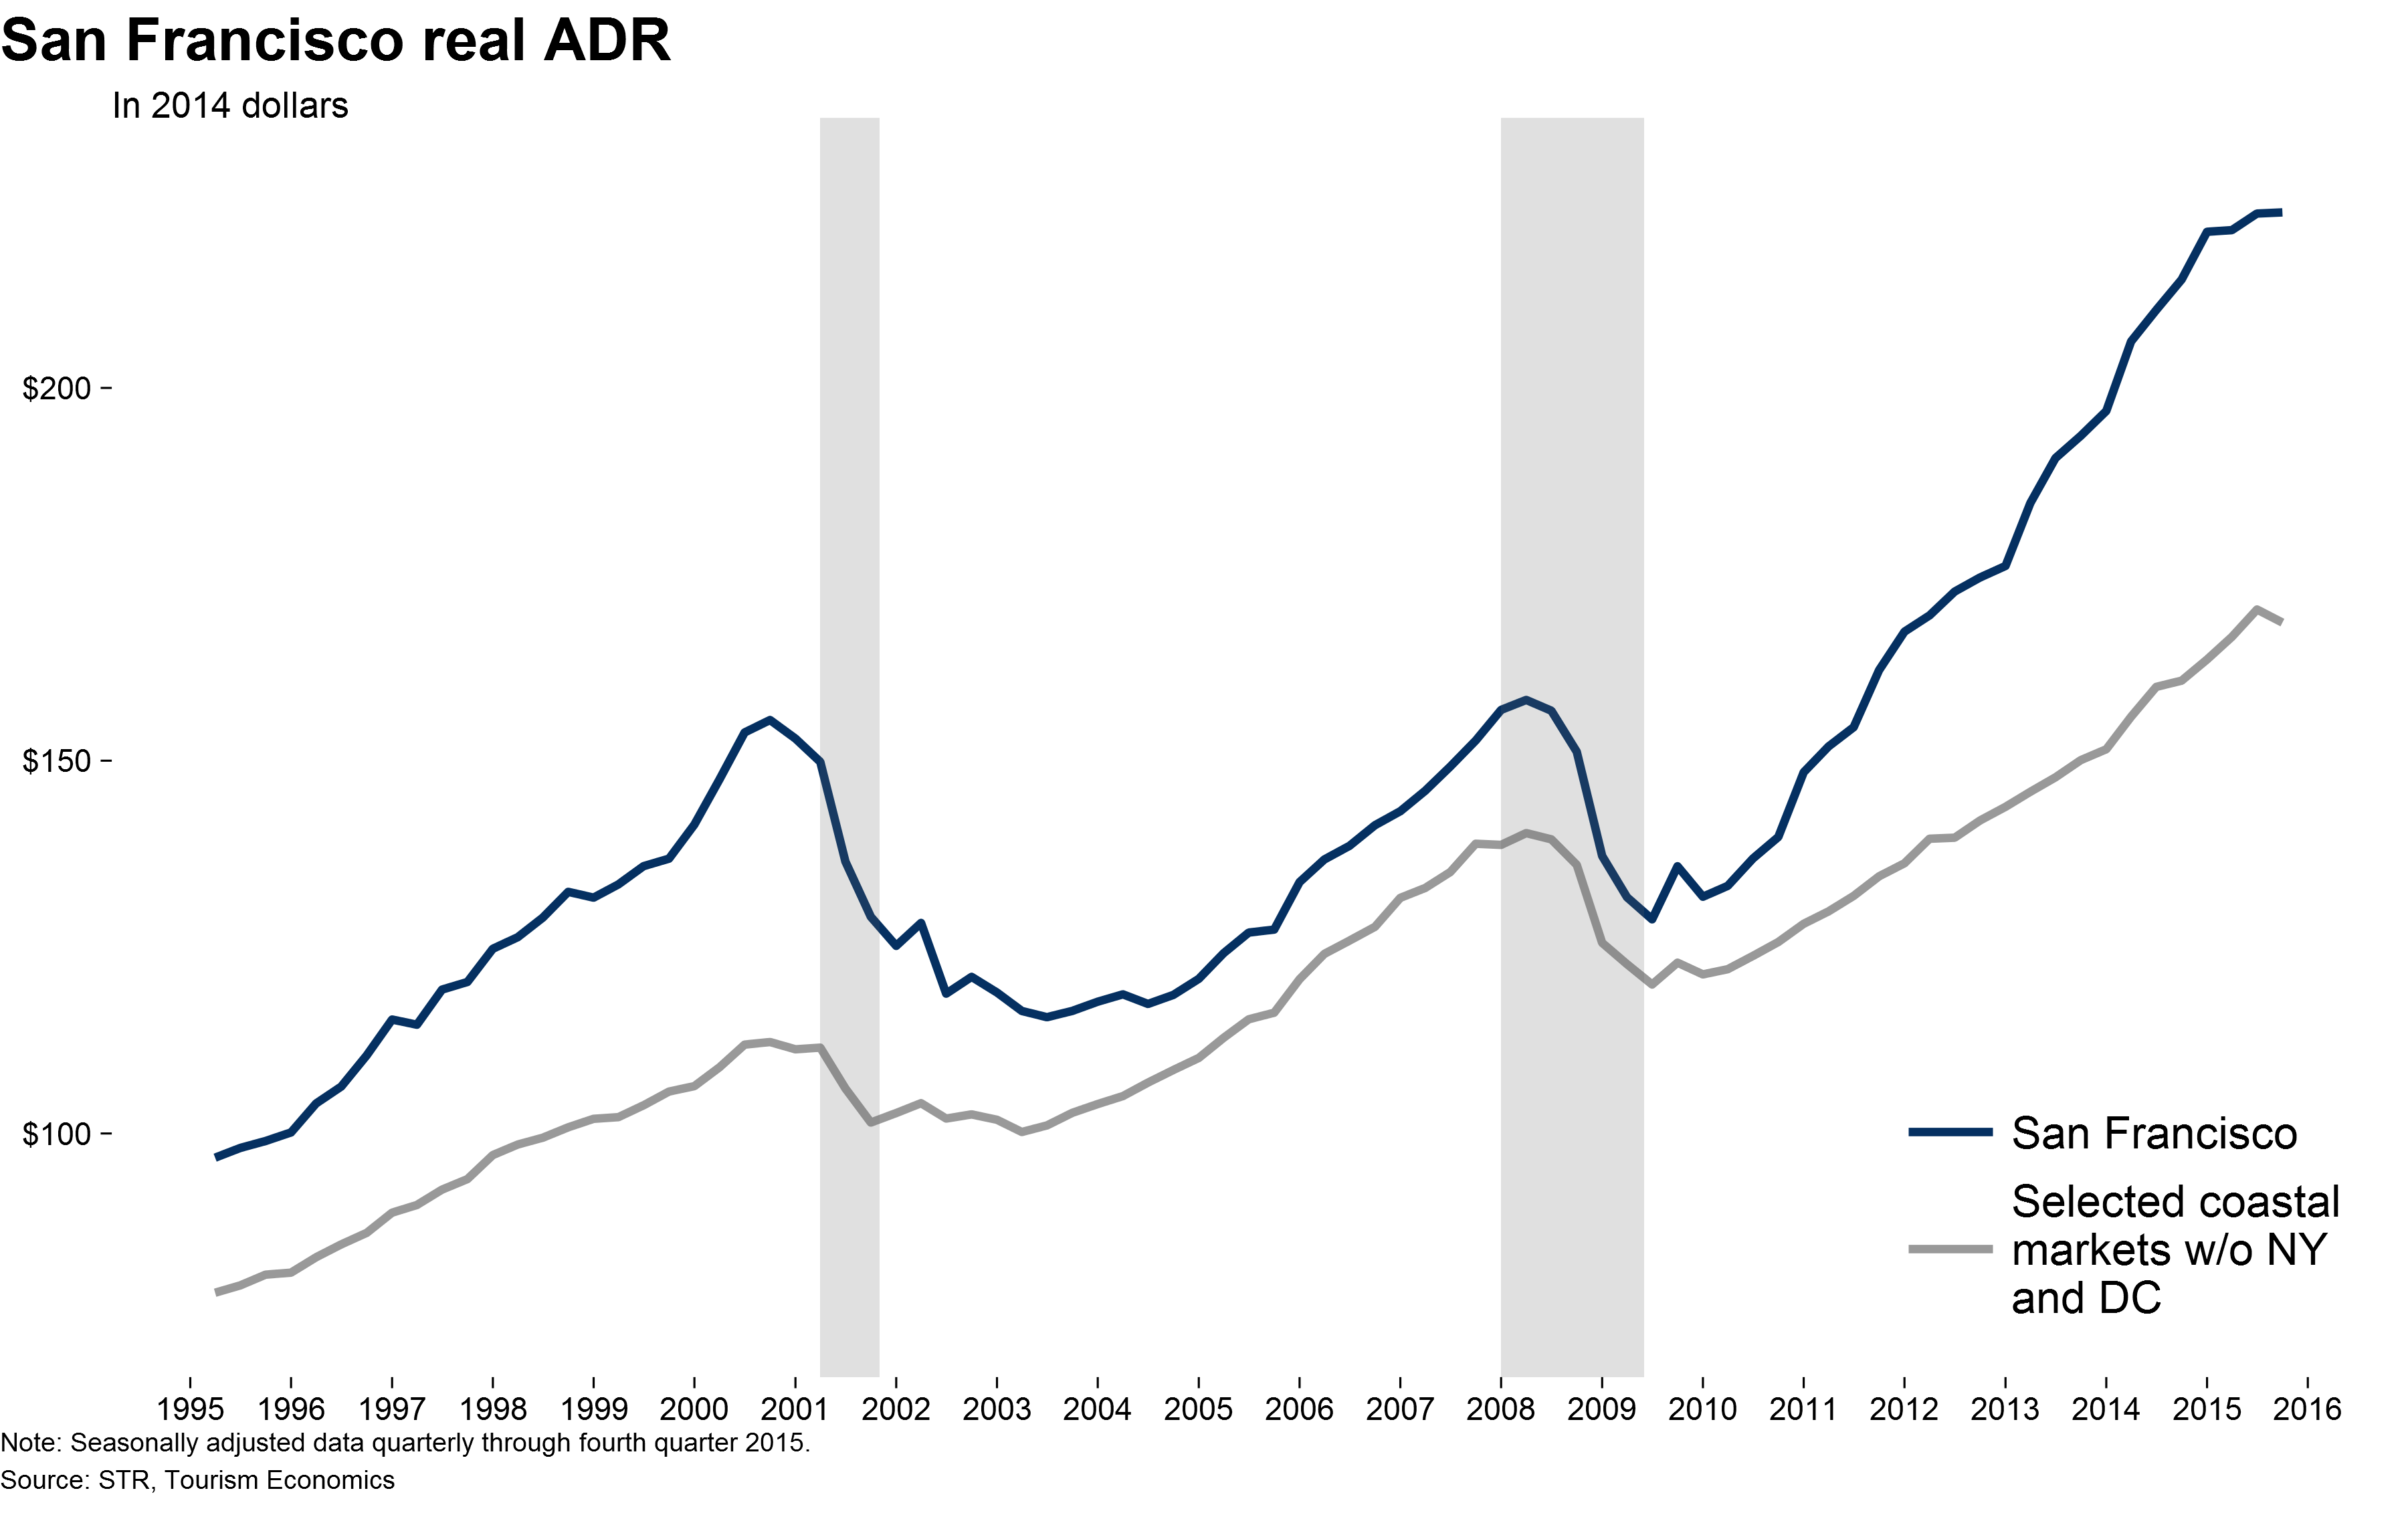 San Francisco real ADR
In 2014 dollars
$200
$150
$100
San Francisco
Selected coastal
markets w/o NY
and DC
1995 1996 1997 1998 1999 2000 2001 2002 2003 2004 2005 2006 2007 2008 2009 2010 2011 2012 2013 2014 2015 2016
Note: Seasonally adjusted data quarterly through fourth quarter 2015.
Source: STR, Tourism Economics